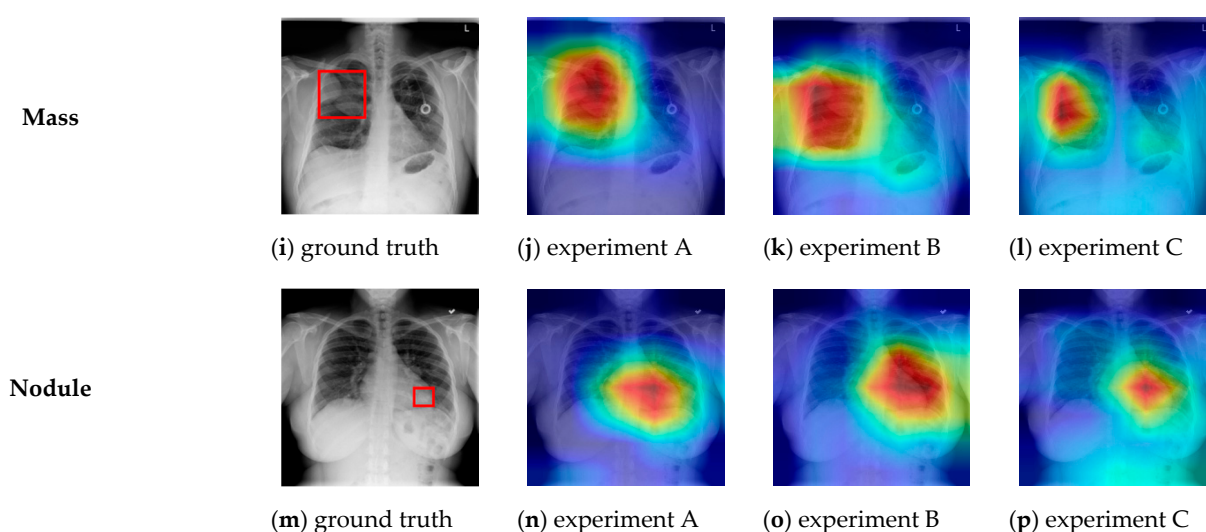 L L L L
Mass
(i) ground truth (j) experiment A (k) experiment B (l) experiment C
Nodule
(m) ground truth (n) experiment A (o) experiment B (p) experiment C